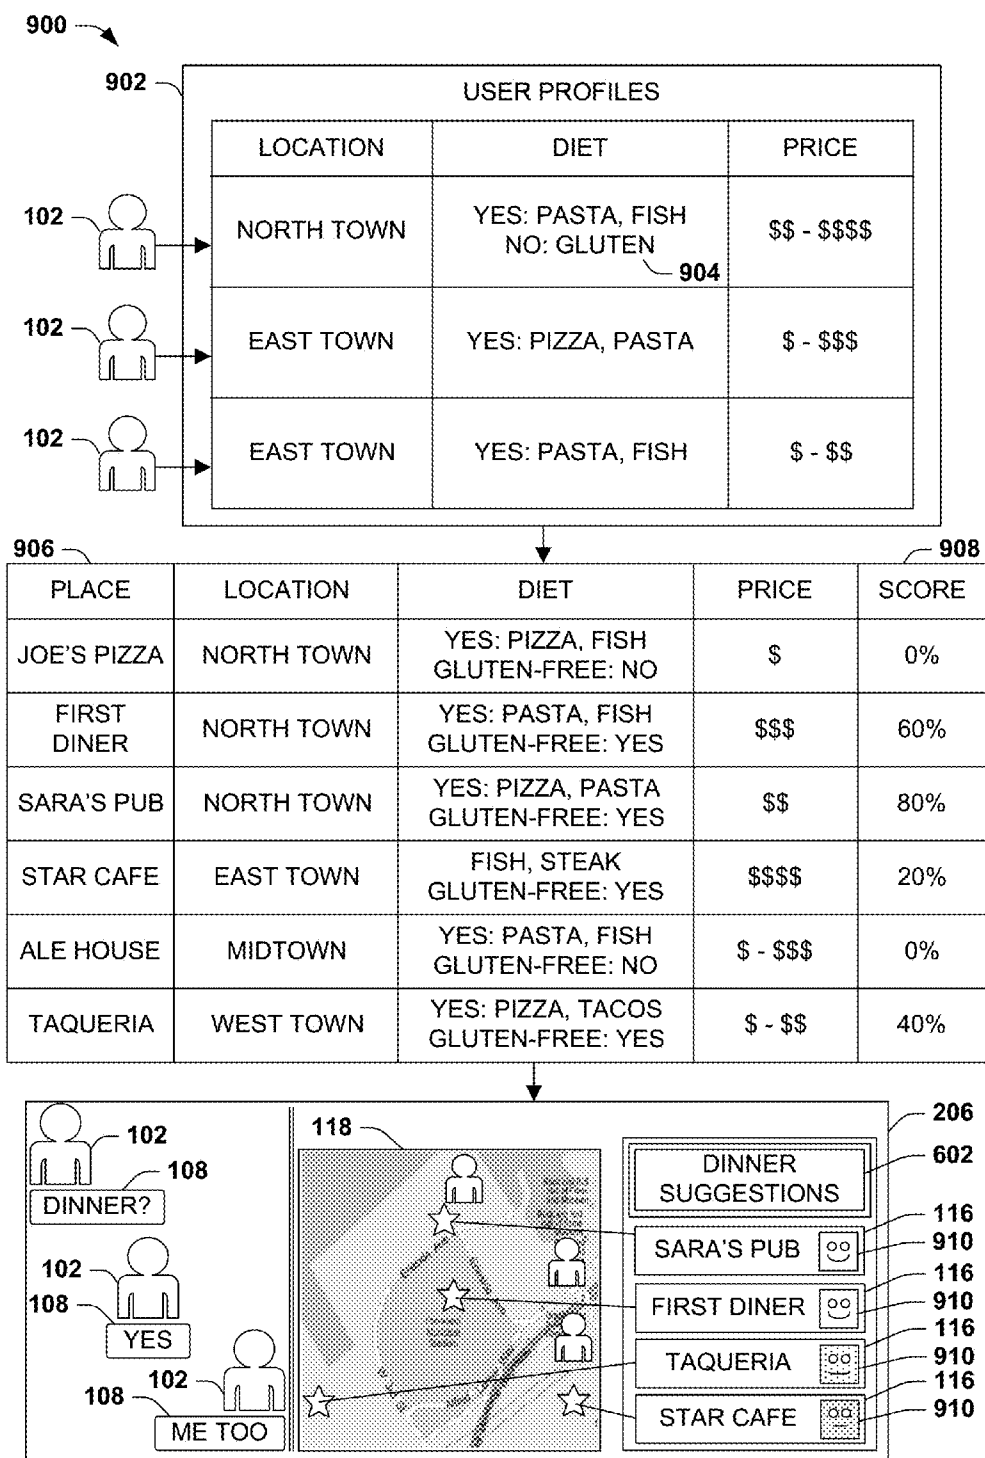 900
902
USER PROFILES
LOCATION DIET PRICE
102
NORTH TOWN
YES: PASTA, FISH
NO: GLUTEN
904
$$ - $$$$
102
EAST TOWN
YES: PIZZA, PASTA
$ - $$$
102
EAST TOWN
YES: PASTA, FISH
$ - $$
906
908
PLACE LOCATION DIET PRICE SCORE
JOE'S PIZZA
NORTH TOWN
YES: PIZZA, FISH
GLUTEN-FREE: NO
$
0%
FIRST
DINER
NORTH TOWN
YES: PASTA, FISH
GLUTEN-FREE: YES
$$$
60%
SARA'S PUB
NORTH TOWN
YES: PIZZA, PASTA
GLUTEN-FREE: YES
$$
80%
STAR CAFE
EAST TOWN
FISH, STEAK
GLUTEN-FREE: YES
$$$$
20%
ALE HOUSE
MIDTOWN
YES: PASTA, FISH
GLUTEN-FREE: NO
$ - $$$
0%
TAQUERIA
WEST TOWN
YES: PIZZA, TACOS
GLUTEN-FREE: YES
$ - $$
40%
102
108
DINNER?
102
108
YES
102
108
ME TOO
118
206
602
DINNER
SUGGESTIONS
116
SARA'S PUB
910
116
FIRST DINER
910
116
TAQUERIA
910
116
STAR CAFE
910